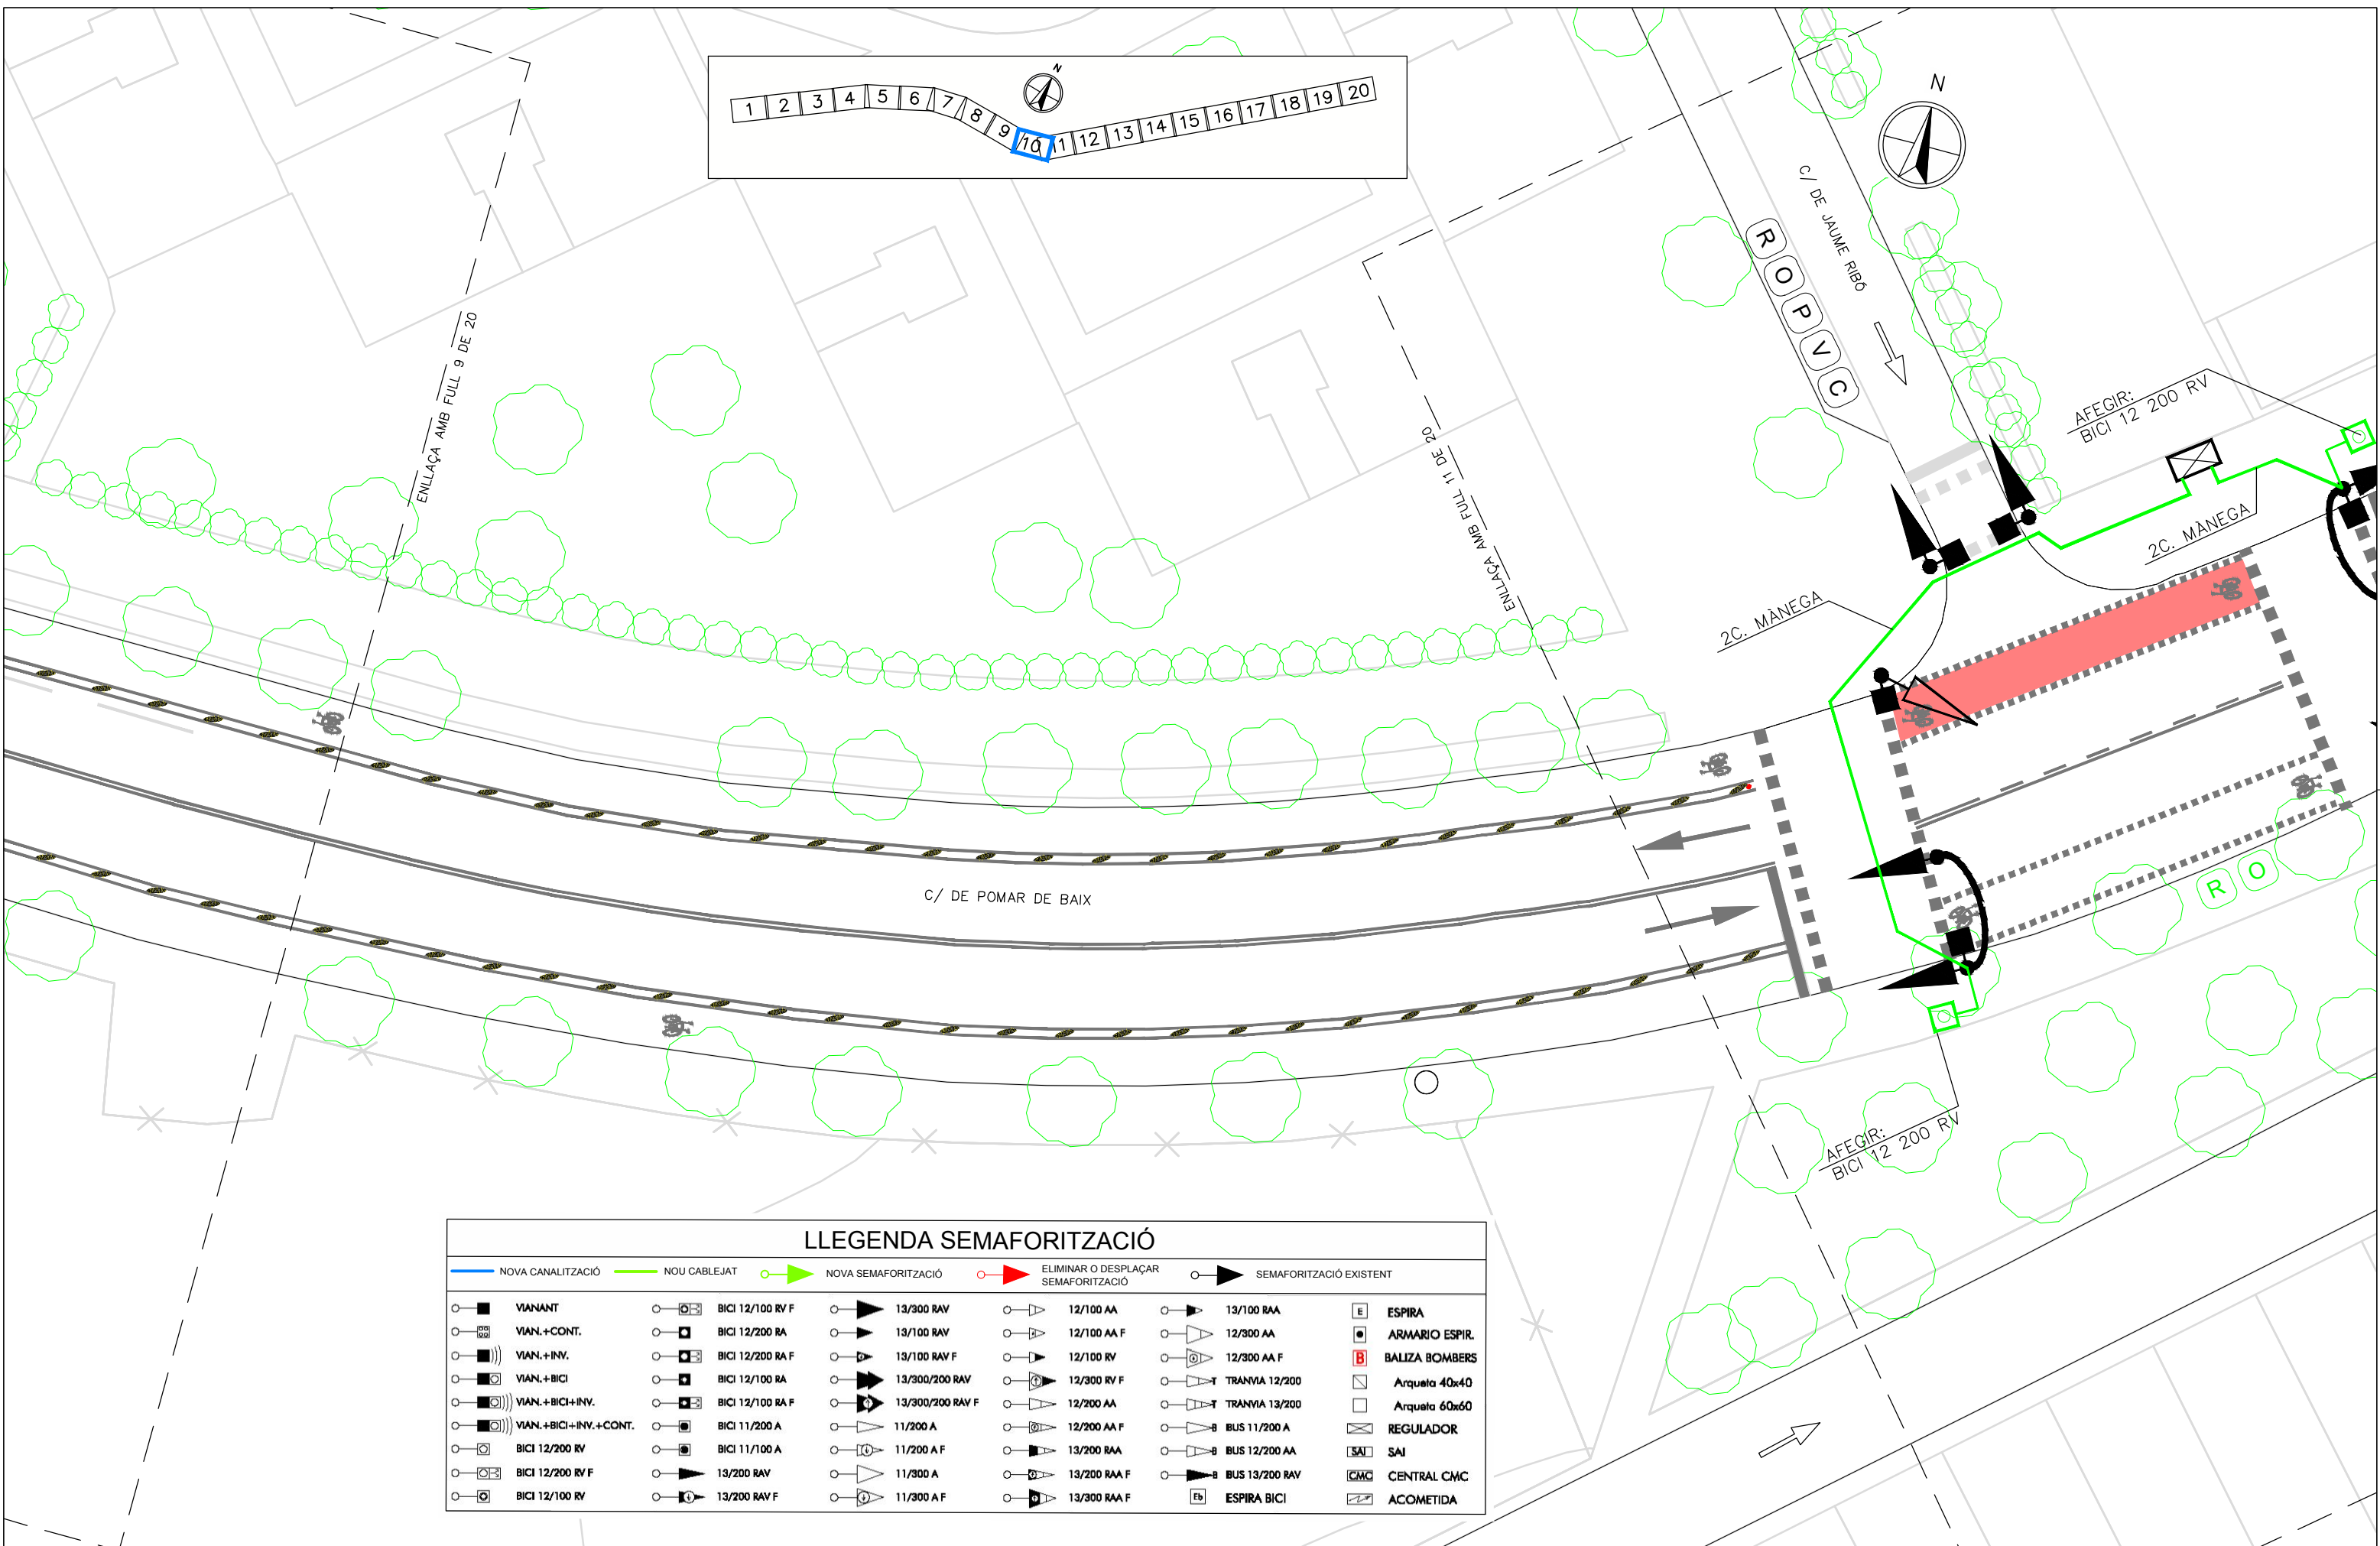 1 2 3 4 5 6 7 8 9 10 11 12 13 14 15 16 17 18 19 20
N
N
C/ DE JAUME RIBÓ
R O P V C
ENLLAÇA AMB FULL 9 DE 20
ENLLAÇA AMB FULL 11 DE 20
AFEGIR:
BICI 12 200 RV
2C. MÀNEGA
2C. MÀNEGA
C/ DE POMAR DE BAIX
R O
AFEGIR:
BICI 12 200 RV
LLEGENDA SEMAFORITZACIÓ
NOVA CANALITZACIÓ
NOU CABLEJAT
NOVA SEMAFORITZACIÓ
ELIMINAR O DESPLAÇAR
SEMAFORITZACIÓ
SEMAFORITZACIÓ EXISTENT
VIANANT
VIAN.+CONT.
VIAN.+INV.
VIAN.+BICI
VIAN.+BICI+INV.
VIAN.+BICI+INV.+CONT.
BICI 12/200 RV
BICI 12/200 RV F
BICI 12/100 RV
BICI 12/100 RV F
BICI 12/200 RA
BICI 12/200 RA F
BICI 12/100 RA
BICI 12/100 RA F
BICI 11/200 A
BICI 11/100 A
13/200 RAV
13/200 RAV F
13/300 RAV
13/100 RAV
13/100 RAV F
13/300/200 RAV
13/300/200 RAV F
11/200 A
11/200 A F
11/300 A
11/300 A F
12/100 AA
12/100 AA F
12/100 RV
12/300 RV F
12/200 AA
12/200 AA F
13/200 RAA
13/200 RAA F
13/300 RAA F
13/100 RAA
12/300 AA
12/300 AA F
T TRANVIA 12/200
T TRANVIA 13/200
B BUS 11/200 A
B BUS 12/200 AA
B BUS 13/200 RAV
Eb ESPIRA BICI
E ESPIRA
ARMARIO ESPIR.
B BALIZA BOMBERS
Arqueta 40x40
Arqueta 60x60
REGULADOR
SAI SAI
CMC CENTRAL CMC
ACOMETIDA